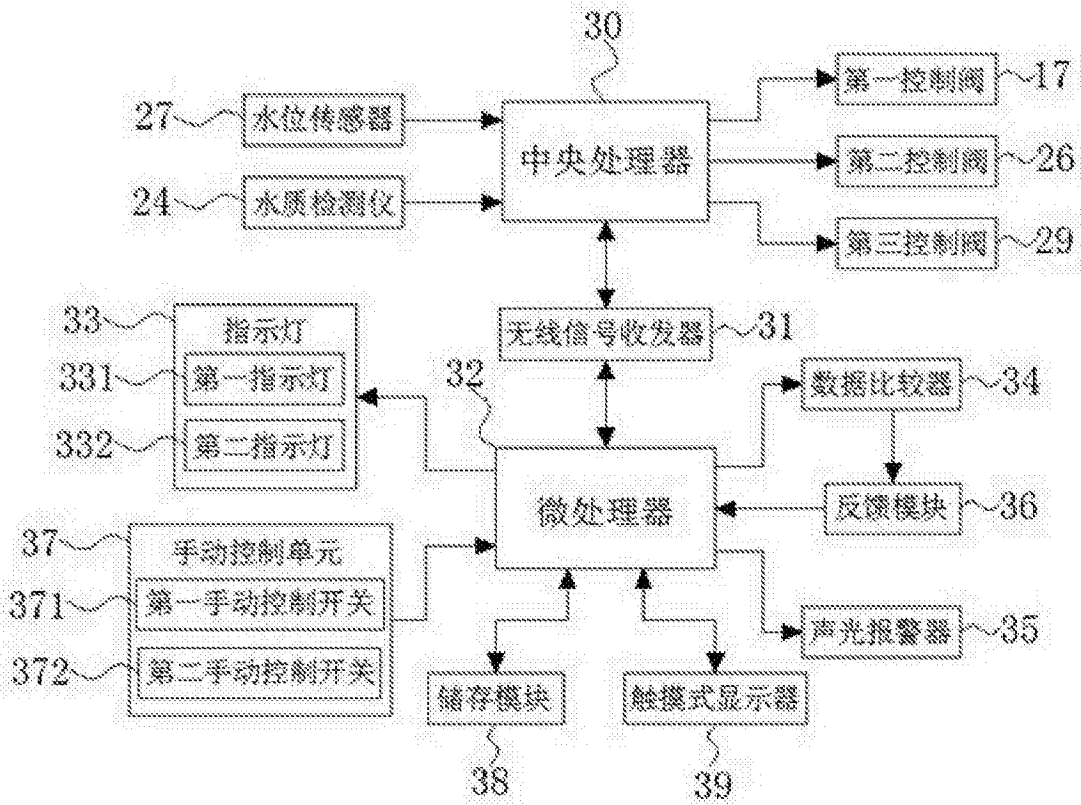 30
27
水位传感器
24
水质检测仪
中央处理器
第一控制阀
17
第二控制阀
26
第三控制阀
29
33
指示灯
331
第一指示灯
332
第二指示灯
无线信号收发器
31
32
微处理器
数据比较器
34
反馈模块
36
37
手动控制单元
371
第一手动控制开关
372
第二手动控制开关
声光报警器
35
储存模块
38
触摸式显示器
39